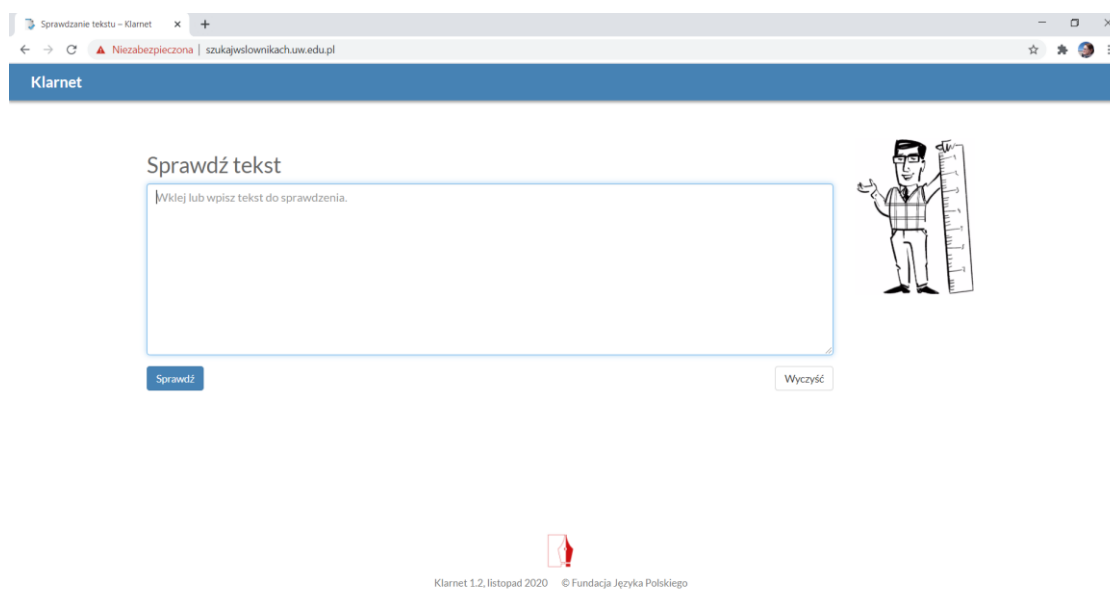 Sprawdzanie tekstu – Klarnet
Niezabezpieczona | szukajwslownikach.uw.edu.pl
Klarnet
Sprawdź tekst
Wklej lub wpisz tekst do sprawdzenia.
Sprawdź
Wyczyść
Klarnet 1.2, listopad 2020 © Fundacja Języka Polskiego